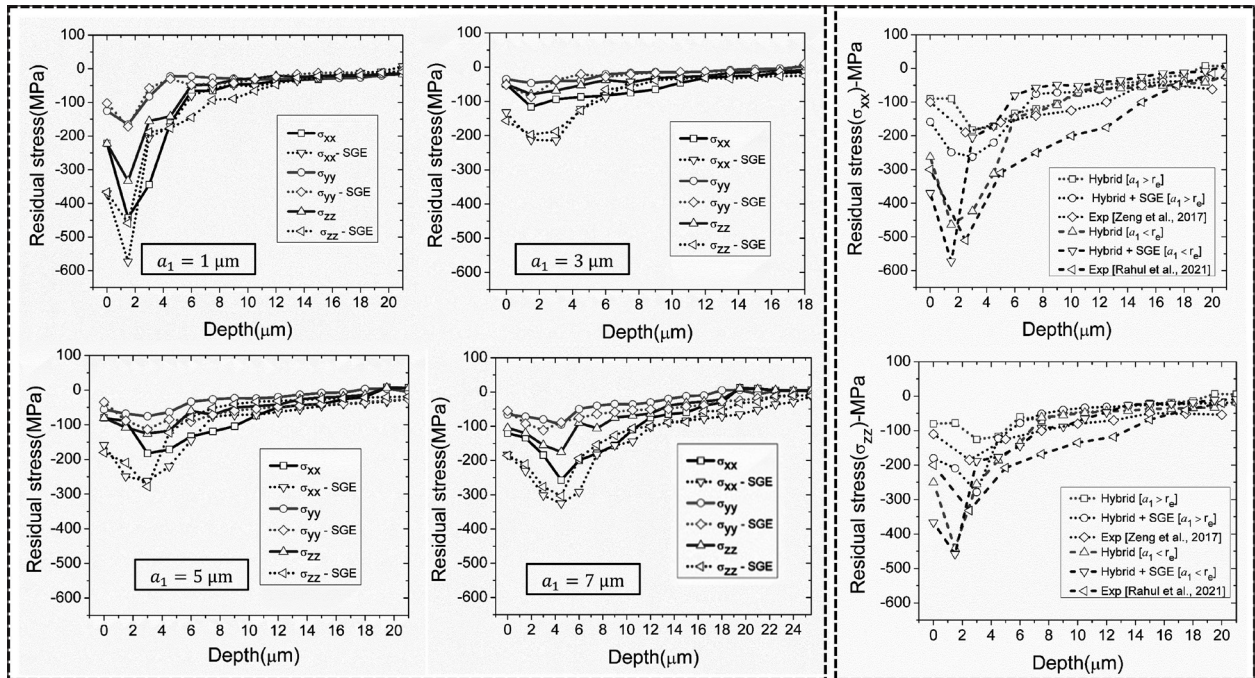 100
0
-100
-200
-300
-400
-500
-600
Residual stress(MPa)
σxx
σxx - SGE
σyy
σyy - SGE
σzz
σzz - SGE
a1 = 1 μm
0 2 4 6 8 10 12 14 16 18 20
Depth(μm)
100
0
-100
-200
-300
-400
-500
-600
Residual stress(MPa)
σxx
σxx - SGE
σyy
σyy - SGE
σzz
σzz - SGE
a1 = 3 μm
0 2 4 6 8 10 12 14 16 18
Depth(μm)
100
0
-100
-200
-300
-400
-500
-600
Residual stress(σxx)-MPa
Hybrid [a1 > re]
Hybrid + SGE [a1 > re]
Exp [Zeng et al., 2017]
Hybrid [a1 < re]
Hybrid + SGE [a1 < re]
Exp [Rahul et al., 2021]
0 2 4 6 8 10 12 14 16 18 20
Depth(μm)
100
0
-100
-200
-300
-400
-500
-600
Residual stress(MPa)
σxx
σxx - SGE
σyy
σyy - SGE
σzz
σzz - SGE
a1 = 5 μm
0 2 4 6 8 10 12 14 16 18 20
Depth(μm)
100
0
-100
-200
-300
-400
-500
-600
Residual stress(MPa)
σxx
σxx - SGE
σyy
σyy - SGE
σzz
σzz - SGE
a1 = 7 μm
0 2 4 6 8 10 12 14 16 18 20 22 24
Depth(μm)
100
0
-100
-200
-300
-400
-500
-600
Residual stress(σzz)-MPa
Hybrid [a1 > re]
Hybrid + SGE [a1 > re]
Exp [Zeng et al., 2017]
Hybrid [a1 < re]
Hybrid + SGE [a1 < re]
Exp [Rahul et al., 2021]
0 2 4 6 8 10 12 14 16 18 20
Depth(μm)